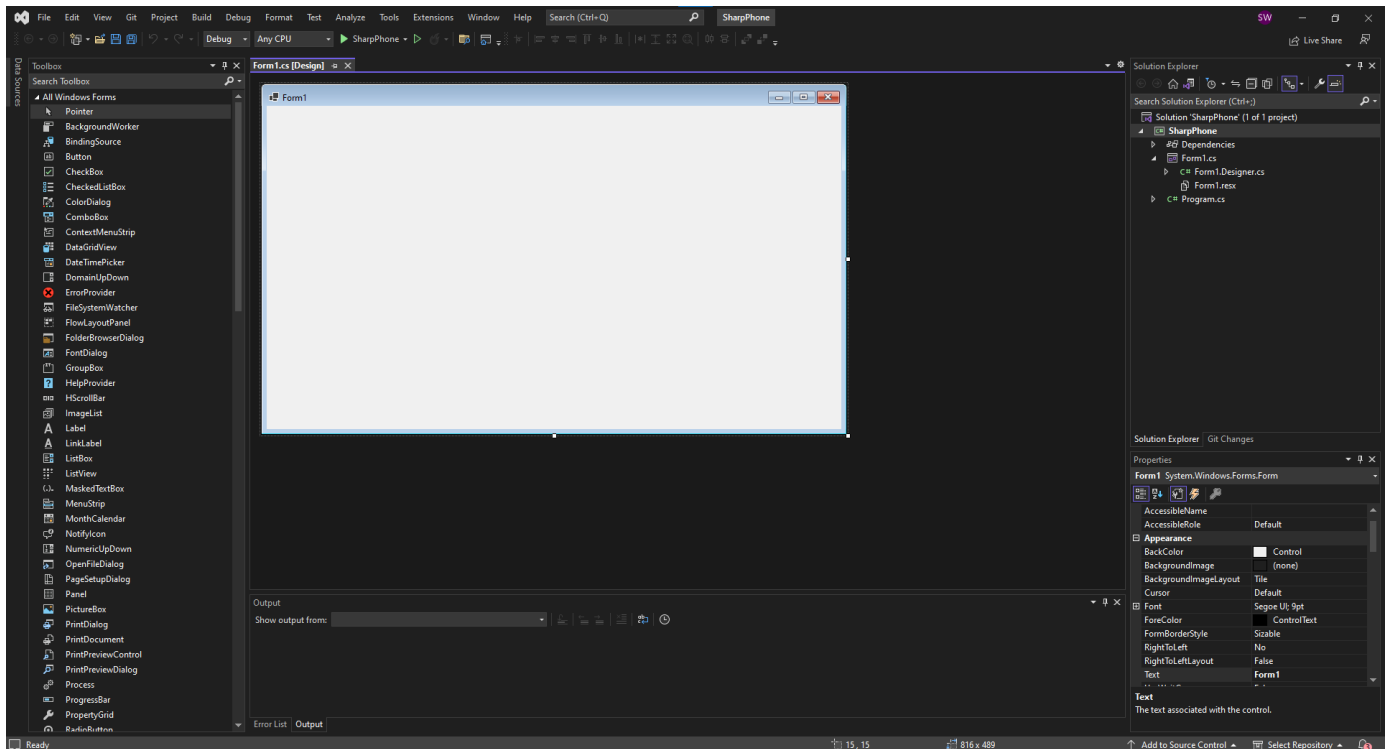 File Edit View Git Project Build Debug Format Test Analyze Tools Extensions Window Help Search (Ctrl+Q) SharpPhone SW
Debug Any CPU SharpPhone Live Share
Data Sources
Toolbox
Search Toolbox
All Windows Forms
Pointer
BackgroundWorker
BindingSource
Button
CheckBox
CheckedListBox
ColorDialog
ComboBox
ContextMenuStrip
DataGridView
DateTimePicker
DomainUpDown
ErrorProvider
FileSystemWatcher
FlowLayoutPanel
FolderBrowserDialog
FontDialog
GroupBox
HelpProvider
HScrollBar
ImageList
Label
LinkLabel
ListBox
ListView
MaskedTextBox
MenuStrip
MonthCalendar
NotifyIcon
NumericUpDown
OpenFileDialog
PageSetupDialog
Panel
PictureBox
PrintDialog
PrintDocument
PrintPreviewControl
PrintPreviewDialog
Process
ProgressBar
PropertyGrid
RadioButton
Form1.cs [Design]
Form1
Output
Show output from:
Error List Output
Solution Explorer
Search Solution Explorer (Ctrl+;)
Solution 'SharpPhone' (1 of 1 project)
SharpPhone
Dependencies
Form1.cs
C# Form1.Designer.cs
Form1.resx
C# Program.cs
Solution Explorer Git Changes
Properties
Form1 System.Windows.Forms.Form
AccessibleName
AccessibleRole Default
Appearance
BackColor Control
BackgroundImage (none)
BackgroundImageLayout Tile
Cursor Default
Font Segoe UI; 9pt
ForeColor ControlText
FormBorderStyle Sizable
RightToLeft No
RightToLeftLayout False
Text Form1
Text
The text associated with the control.
Ready 15 , 15 816 x 489 Add to Source Control Select Repository